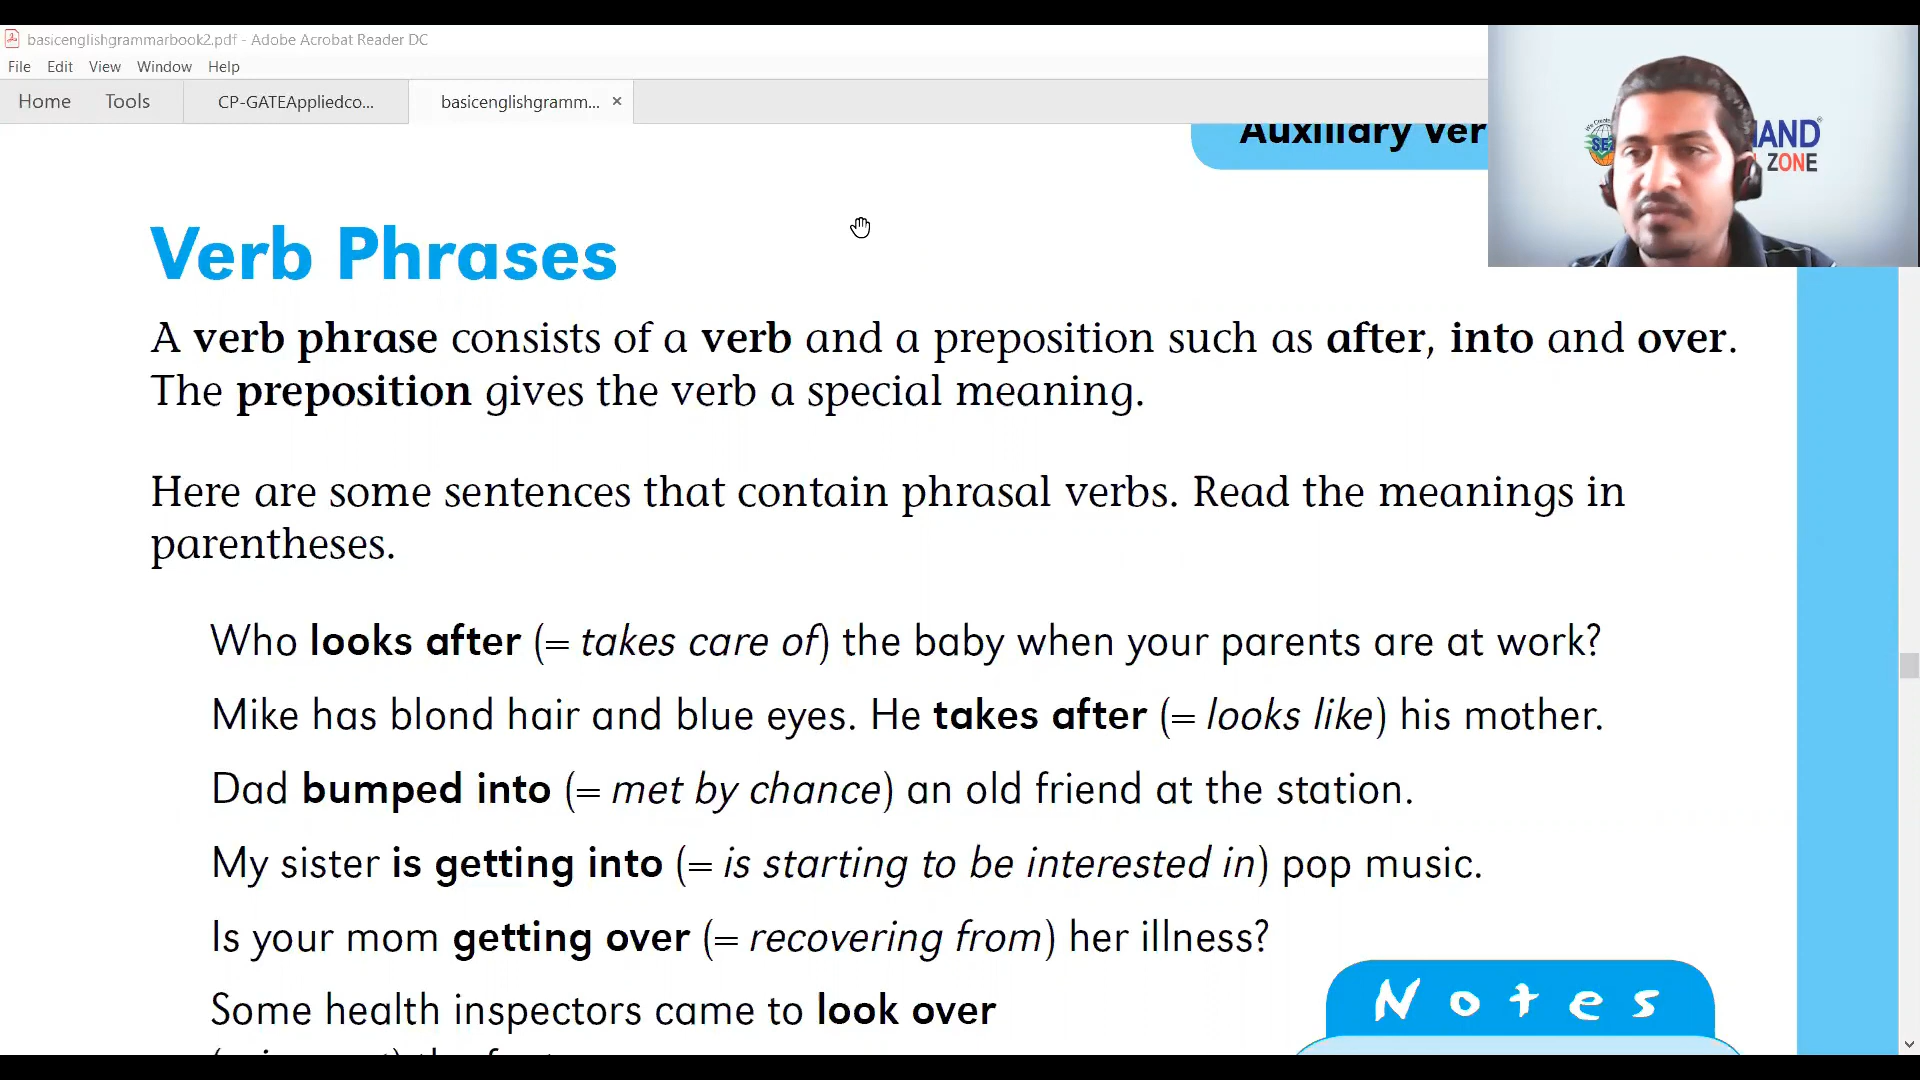 basicenglishgrammarbook2.pdf - Adobe Acrobat Reader DC
File Edit View Window Help
Home Tools CP-GATEAppliedco... basicenglishgramm... ×
Auxiliary Ver
AND
ZONE
Verb Phrases
A verb phrase consists of a verb and a preposition such as after, into and over.
The preposition gives the verb a special meaning.
Here are some sentences that contain phrasal verbs. Read the meanings in
parentheses.
Who looks after (= takes care of) the baby when your parents are at work?
Mike has blond hair and blue eyes. He takes after (= looks like) his mother.
Dad bumped into (= met by chance) an old friend at the station.
My sister is getting into (= is starting to be interested in) pop music.
Is your mom getting over (= recovering from) her illness?
Notes
Some health inspectors came to look over